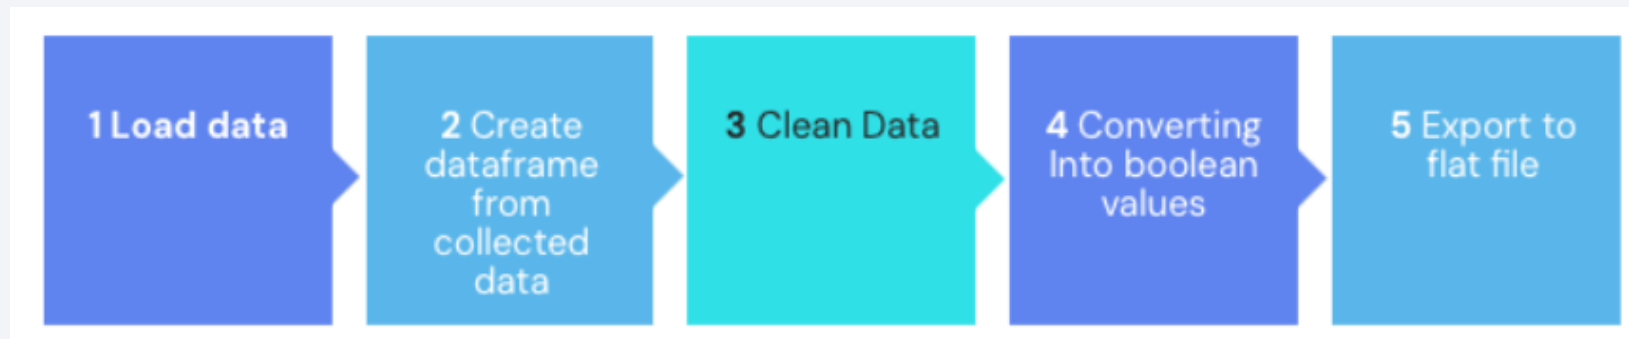 1 Load data
2 Create
dataframe
from
collected
data
3 Clean Data
4 Converting
Into boolean
values
5 Export to
flat file